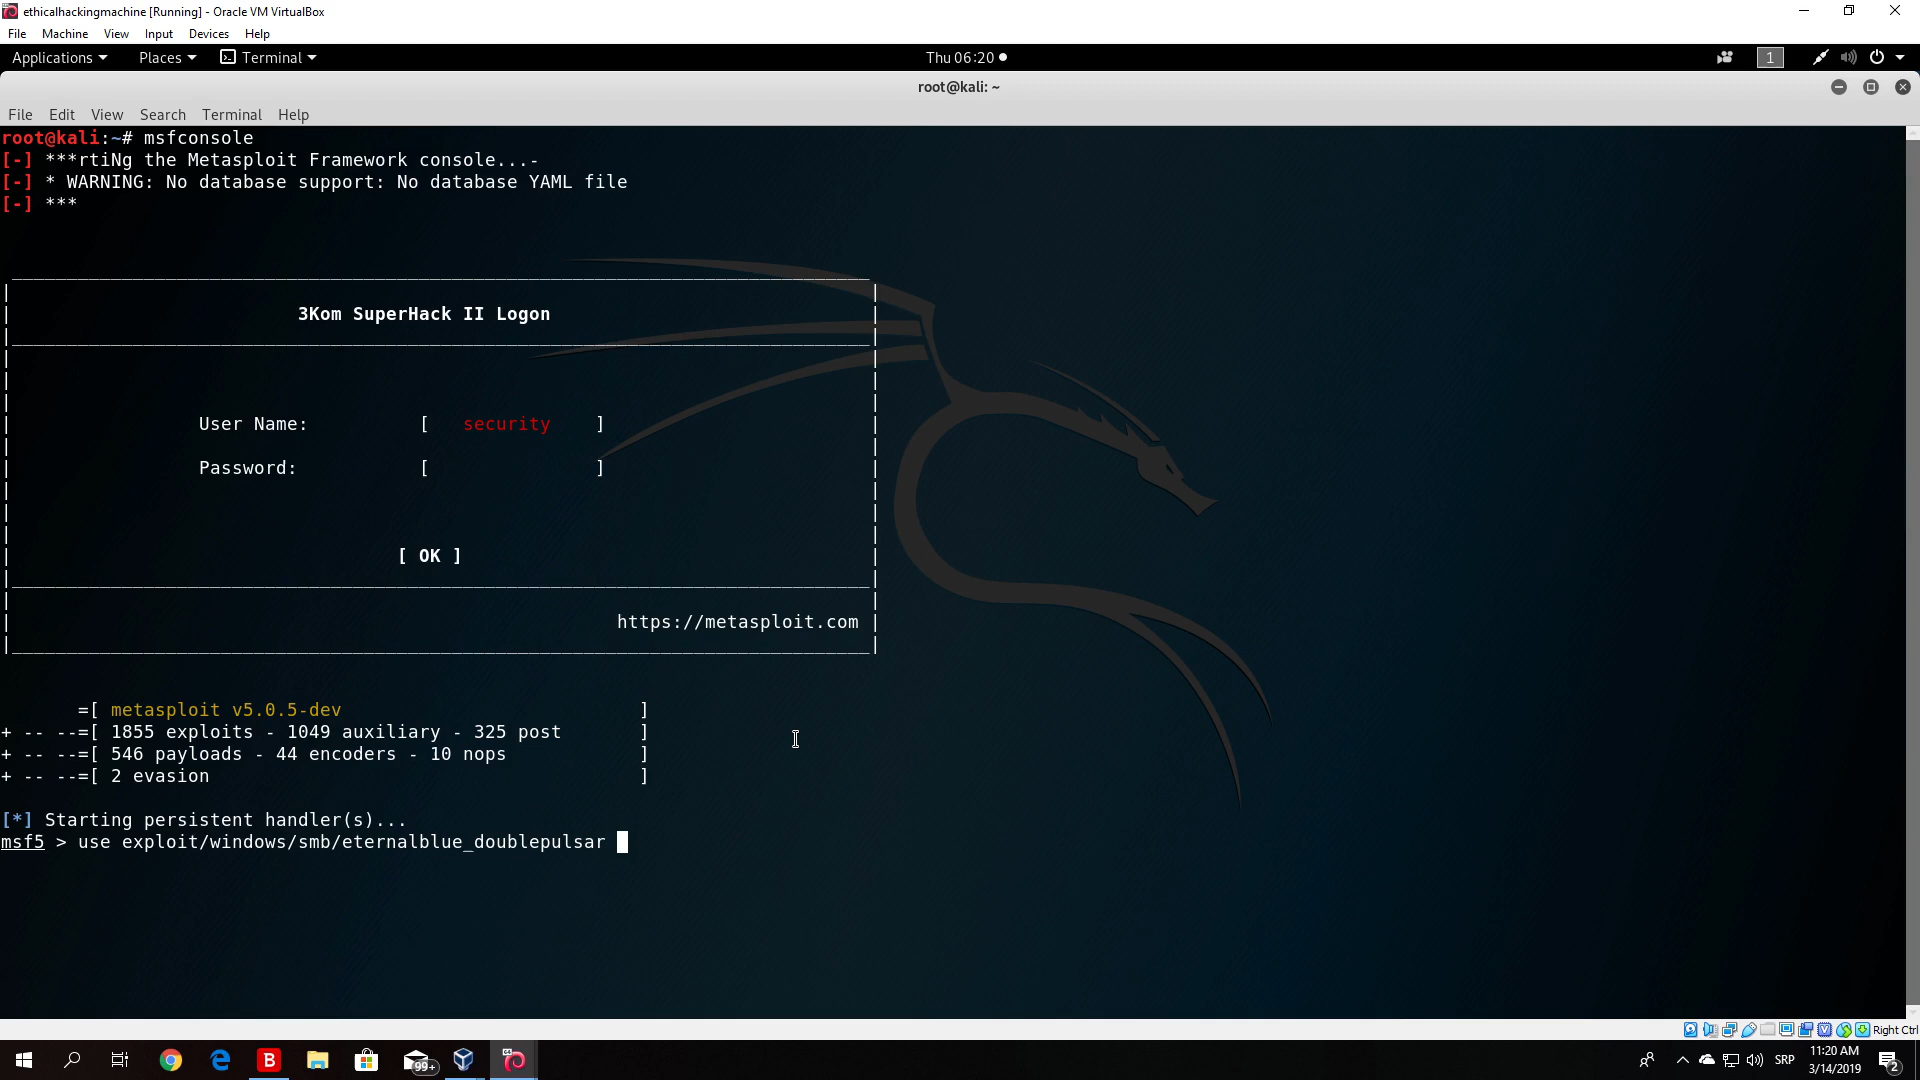 ethicalhackingmachine [Running] - Oracle VM VirtualBox
File Machine View Input Devices Help
Applications Places Terminal Thu 06:20 1
root@kali: ~
File Edit View Search Terminal Help
root@kali:~# msfconsole
[-] ***rtiNg the Metasploit Framework console...-
[-] * WARNING: No database support: No database YAML file
[-] ***
3Kom SuperHack II Logon
User Name: [ security ]
Password: [ ]
[ OK ]
https://metasploit.com
=[ metasploit v5.0.5-dev ]
+ -- --=[ 1855 exploits - 1049 auxiliary - 325 post ]
+ -- --=[ 546 payloads - 44 encoders - 10 nops ]
+ -- --=[ 2 evasion ]
[*] Starting persistent handler(s)...
msf5 > use exploit/windows/smb/eternalblue_doublepulsar
Right Ctrl
99+ SRP 11:20 AM
3/14/2019 2